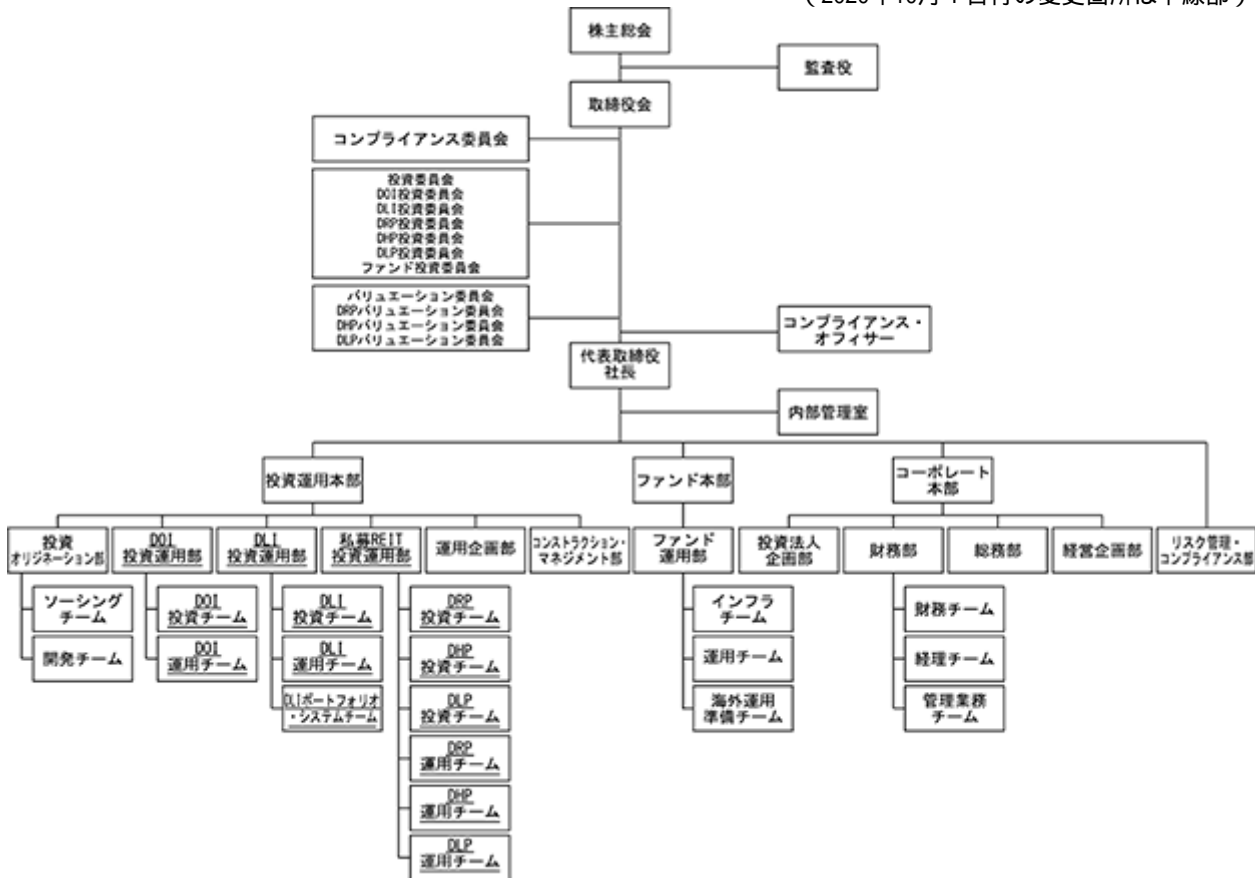 株主総会
監査役
取締役会
コンプライアンス委員会
投資委員会
DOI投資委員会
DLI投資委員会
DRP投資委員会
DHP投資委員会
DLP投資委員会
ファンド投資委員会
バリュエーション委員会
DRPバリュエーション委員会
DHPバリュエーション委員会
DLPバリュエーション委員会
コンプライアンス・
オフィサー
代表取締役
社長
内部管理室
投資運用本部
ファンド本部
コーポレート
本部
投資
オリジネーション部
DOI
投資運用部
DLI
投資運用部
私募REIT
投資運用部
運用企画部
コンストラクション・
マネジメント部
ファンド
運用部
投資法人
企画部
財務部
総務部
経営企画部
リスク管理・
コンプライアンス部
ソーシング
チーム
開発チーム
DOI
投資チーム
DOI
運用チーム
DLI
投資チーム
DLI
運用チーム
DLIポートフォリオ
・システムチーム
DRP
投資チーム
DHP
投資チーム
DLP
投資チーム
DRP
運用チーム
DHP
運用チーム
DLP
運用チーム
インフラ
チーム
運用チーム
海外運用
準備チーム
財務チーム
経理チーム
管理業務
チーム